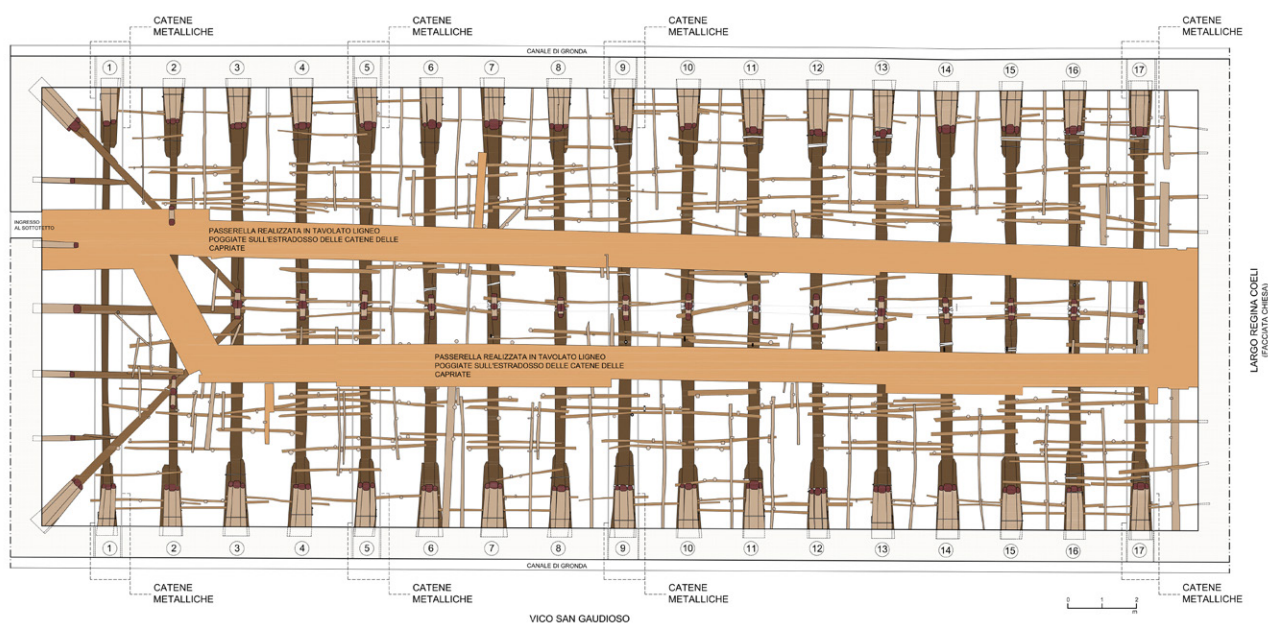 CATENE
METALLICHE
CATENE
METALLICHE
CATENE
METALLICHE
CATENE
METALLICHE
CANALE DI GRONDA
1 2 3 4 5 6 7 8 9 10 11 12 13 14 15 16 17
INGRESSO
AL SOTTOTETTO
PASSERELLA REALIZZATA IN TAVOLATO LIGNEO
POGGIATE SULL'ESTRADOSSO DELLE CATENE DELLE
CAPRIATE
LARGO REGINA COELI
(FACCIATA CHIESA)
PASSERELLA REALIZZATA IN TAVOLATO LIGNEO
POGGIATE SULL'ESTRADOSSO DELLE CATENE DELLE
CAPRIATE
1 2 3 4 5 6 7 8 9 10 11 12 13 14 15 16 17
CANALE DI GRONDA
CATENE
METALLICHE
CATENE
METALLICHE
CATENE
METALLICHE
CATENE
METALLICHE
0 1 2
m
VICO SAN GAUDIOSO